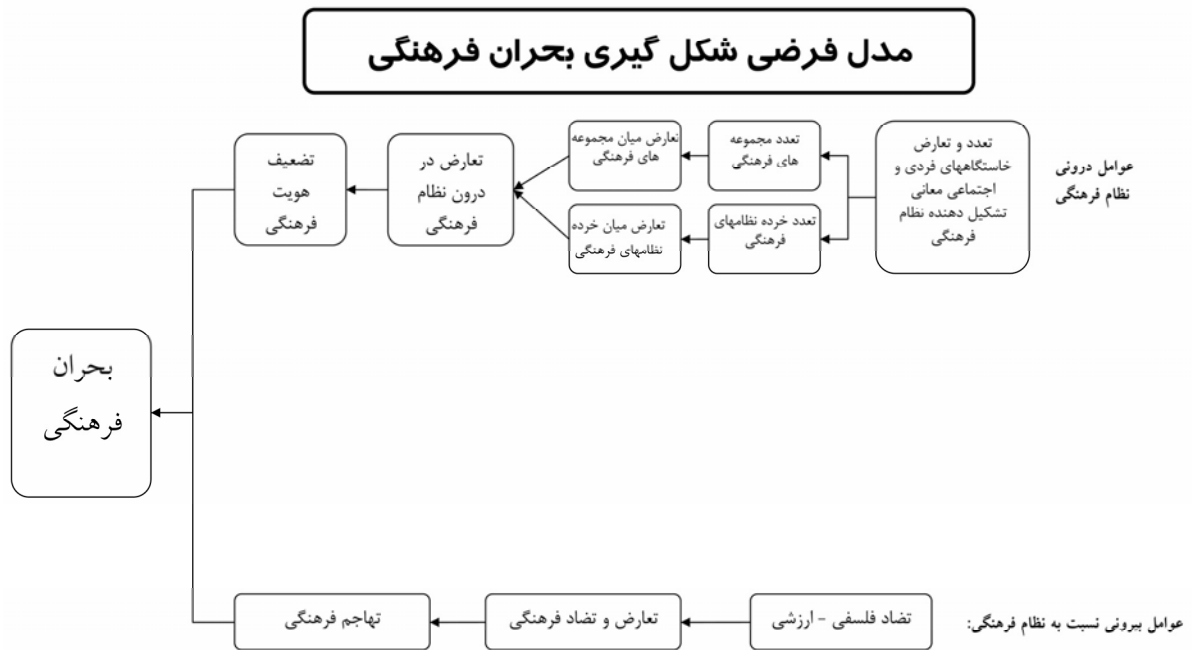 مدل فرضی شکل گیری بحران فرهنگی
عوامل درونی
نظام فرهنگی
تعدد و تعارض
خاستگاههای فردی و
اجتماعی معانی
تشکیل دهنده نظام
فرهنگی
تعدد مجموعه
های فرهنگی
تعارض میان مجموعه
های فرهنگی
تعدد خرده نظامهای
فرهنگی
تعارض میان خرده
نظامهای فرهنگی
تعارض در
درون نظام
فرهنگی
تضعیف
هویت
فرهنگی
بحران
فرهنگی
عوامل بیرونی نسبت به نظام فرهنگی:
تضاد فلسفی - ارزشی
تعارض و تضاد فرهنگی
تهاجم فرهنگی